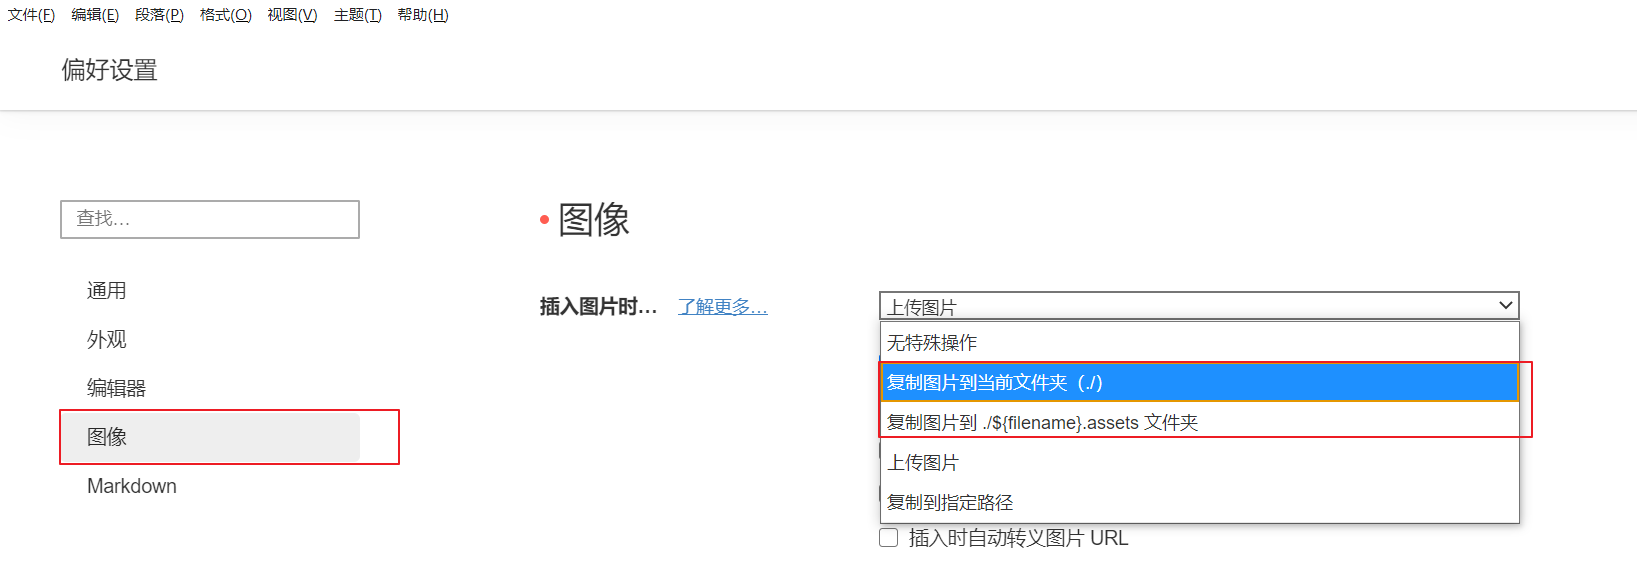 文件(F) 编辑(E) 段落(P) 格式(O) 视图(V) 主题(T) 帮助(H)
偏好设置
查找...
通用
外观
编辑器
图像
Markdown
图像
插入图片时... 了解更多...
上传图片
无特殊操作
复制图片到当前文件夹（./）
复制图片到 ./${filename}.assets 文件夹
上传图片
复制到指定路径
插入时自动转义图片 URL